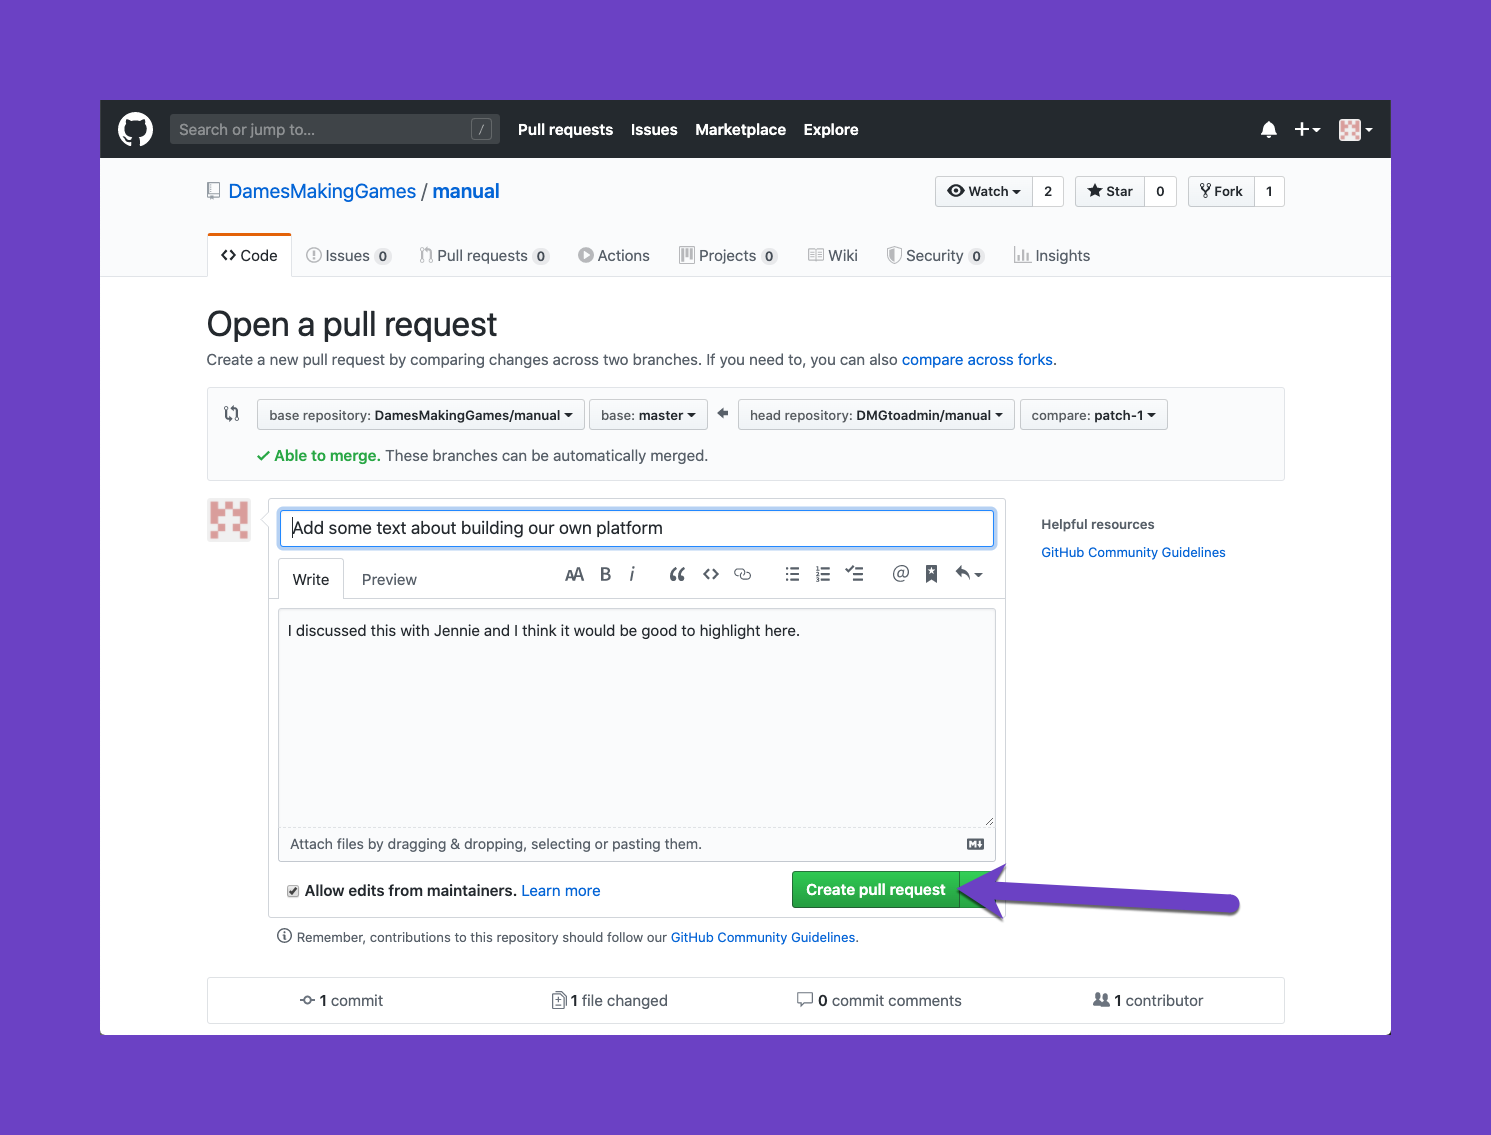 Search or jump to... /
Pull requests Issues Marketplace Explore
DamesMakingGames / manual
Watch 2 Star 0 Fork 1
Code Issues 0 Pull requests 0 Actions Projects 0 Wiki Security 0 Insights
Open a pull request
Create a new pull request by comparing changes across two branches. If you need to, you can also compare across forks.
base repository: DamesMakingGames/manual base: master head repository: DMGtoadmin/manual compare: patch-1
Able to merge. These branches can be automatically merged.
Add some text about building our own platform
Write Preview AA B i
I discussed this with Jennie and I think it would be good to highlight here.
Attach files by dragging & dropping, selecting or pasting them.
Allow edits from maintainers. Learn more
Create pull request
Remember, contributions to this repository should follow our GitHub Community Guidelines.
Helpful resources
GitHub Community Guidelines
1 commit 1 file changed 0 commit comments 1 contributor